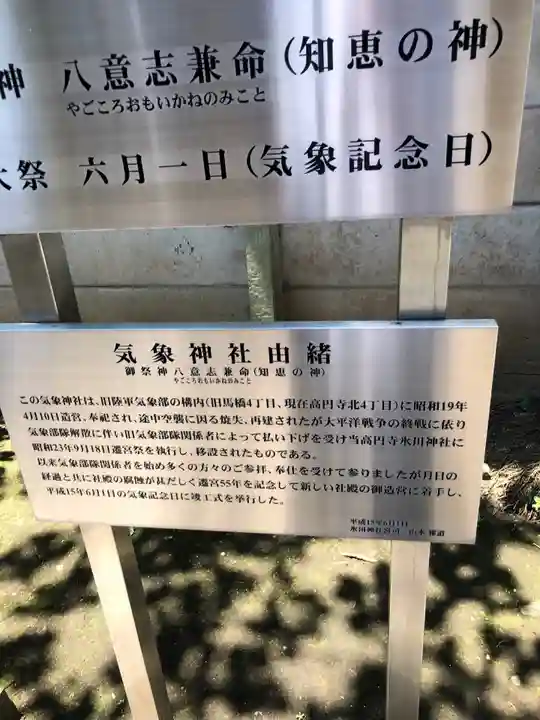 神　八意志兼命(知恵の神)
やごころおもいかねのみこと
大祭　六月一日(気象記念日)
気象神社由緒
御祭神八意志兼命(知恵の神)
やごころおもいかねのみこと
この気象神社は、旧陸軍気象部の構内(旧馬橋4丁目、現在高円寺北4丁目)に昭和19年
4月10日造営、奉祀され、途中空襲に因る焼失、再建されたが太平洋戦争の終戦に依り
気象部隊解散に伴い旧気象部隊関係者によって払い下げを受け当高円寺氷川神社に
昭和23年9月18日遷宮祭を執行し、移設されたものである。
以来気象部隊関係者を始め多くの方々のご参拝、奉仕を受けて参りましたが月日の
経過と共に社殿の腐蝕が甚だしく遷宮55年を記念して新しい社殿の御造営に着手し、
平成15年6月1日の気象記念日に竣工式を挙行した。
平成15年6月1日
氷川神社宮司　山本雅道